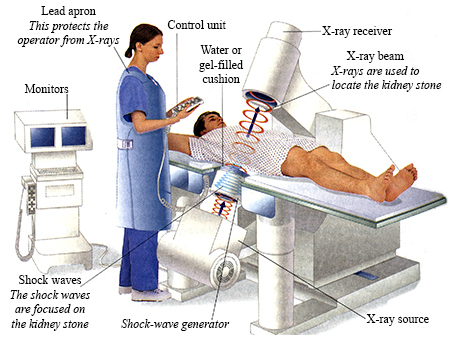 Lead apron
This protects the
operator from X-rays
Control unit
Water or
gel-filled
cushion
X-ray receiver
X-ray beam
X-rays are used to
locate the kidney stone
Monitors
Shock waves
The shock waves
are focused on
the kidney stone
Shock-wave generator
X-ray source